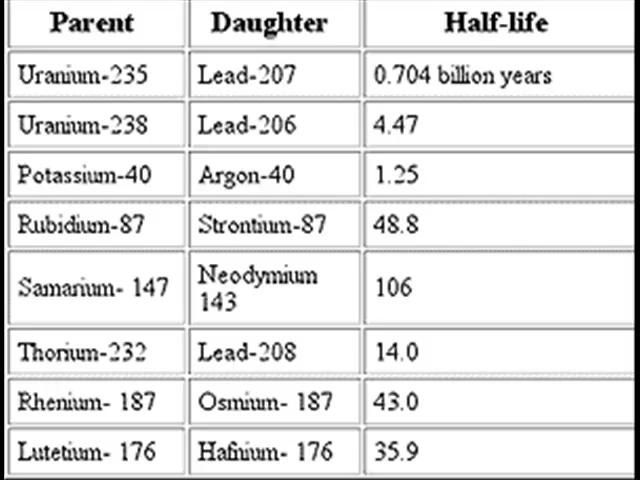 Parent Daughter Half-life
Uranium-235 Lead-207 0.704 billion years
Uranium-238 Lead-206 4.47
Potassium-40 Argon-40 1.25
Rubidium-87 Strontium-87 48.8
Samarium- 147 Neodymium 143 106
Thorium-232 Lead-208 14.0
Rhenium- 187 Osmium- 187 43.0
Lutetium- 176 Hafnium- 176 35.9